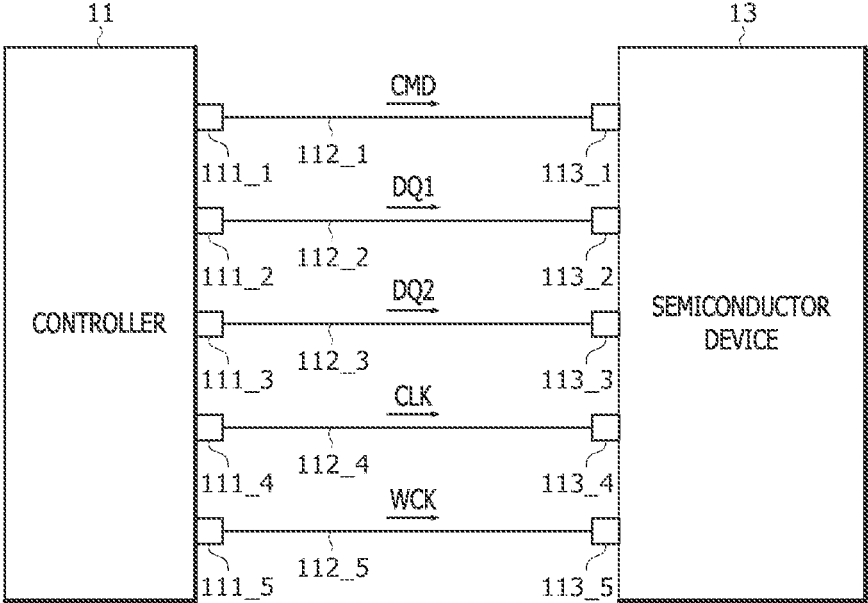 11
13
CMD
111_1
112_1
113_1
DQ1
111_2
112_2
113_2
DQ2
CONTROLLER
SEMICONDUCTOR
DEVICE
111_3
112_3
113_3
CLK
111_4
112_4
113_4
WCK
111_5
112_5
113_5